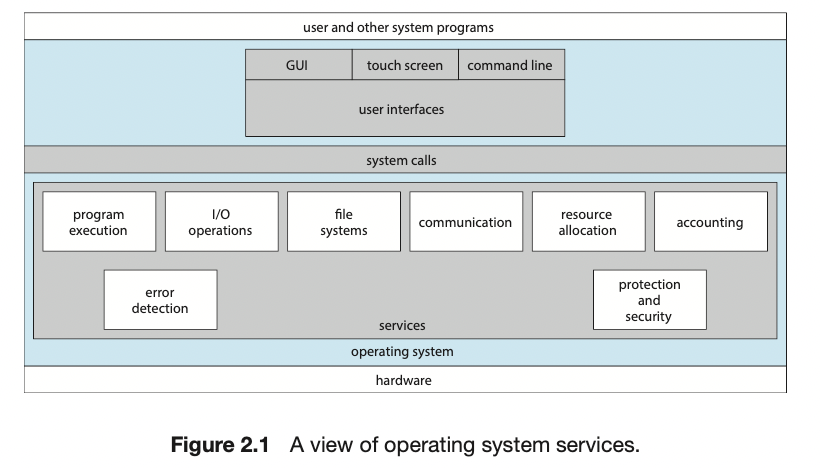 user and other system programs
GUI
touch screen
command line
user interfaces
system calls
program
execution
I/O
operations
file
systems
communication
resource
allocation
accounting
error
detection
protection
and
security
services
operating system
hardware
Figure 2.1 A view of operating system services.